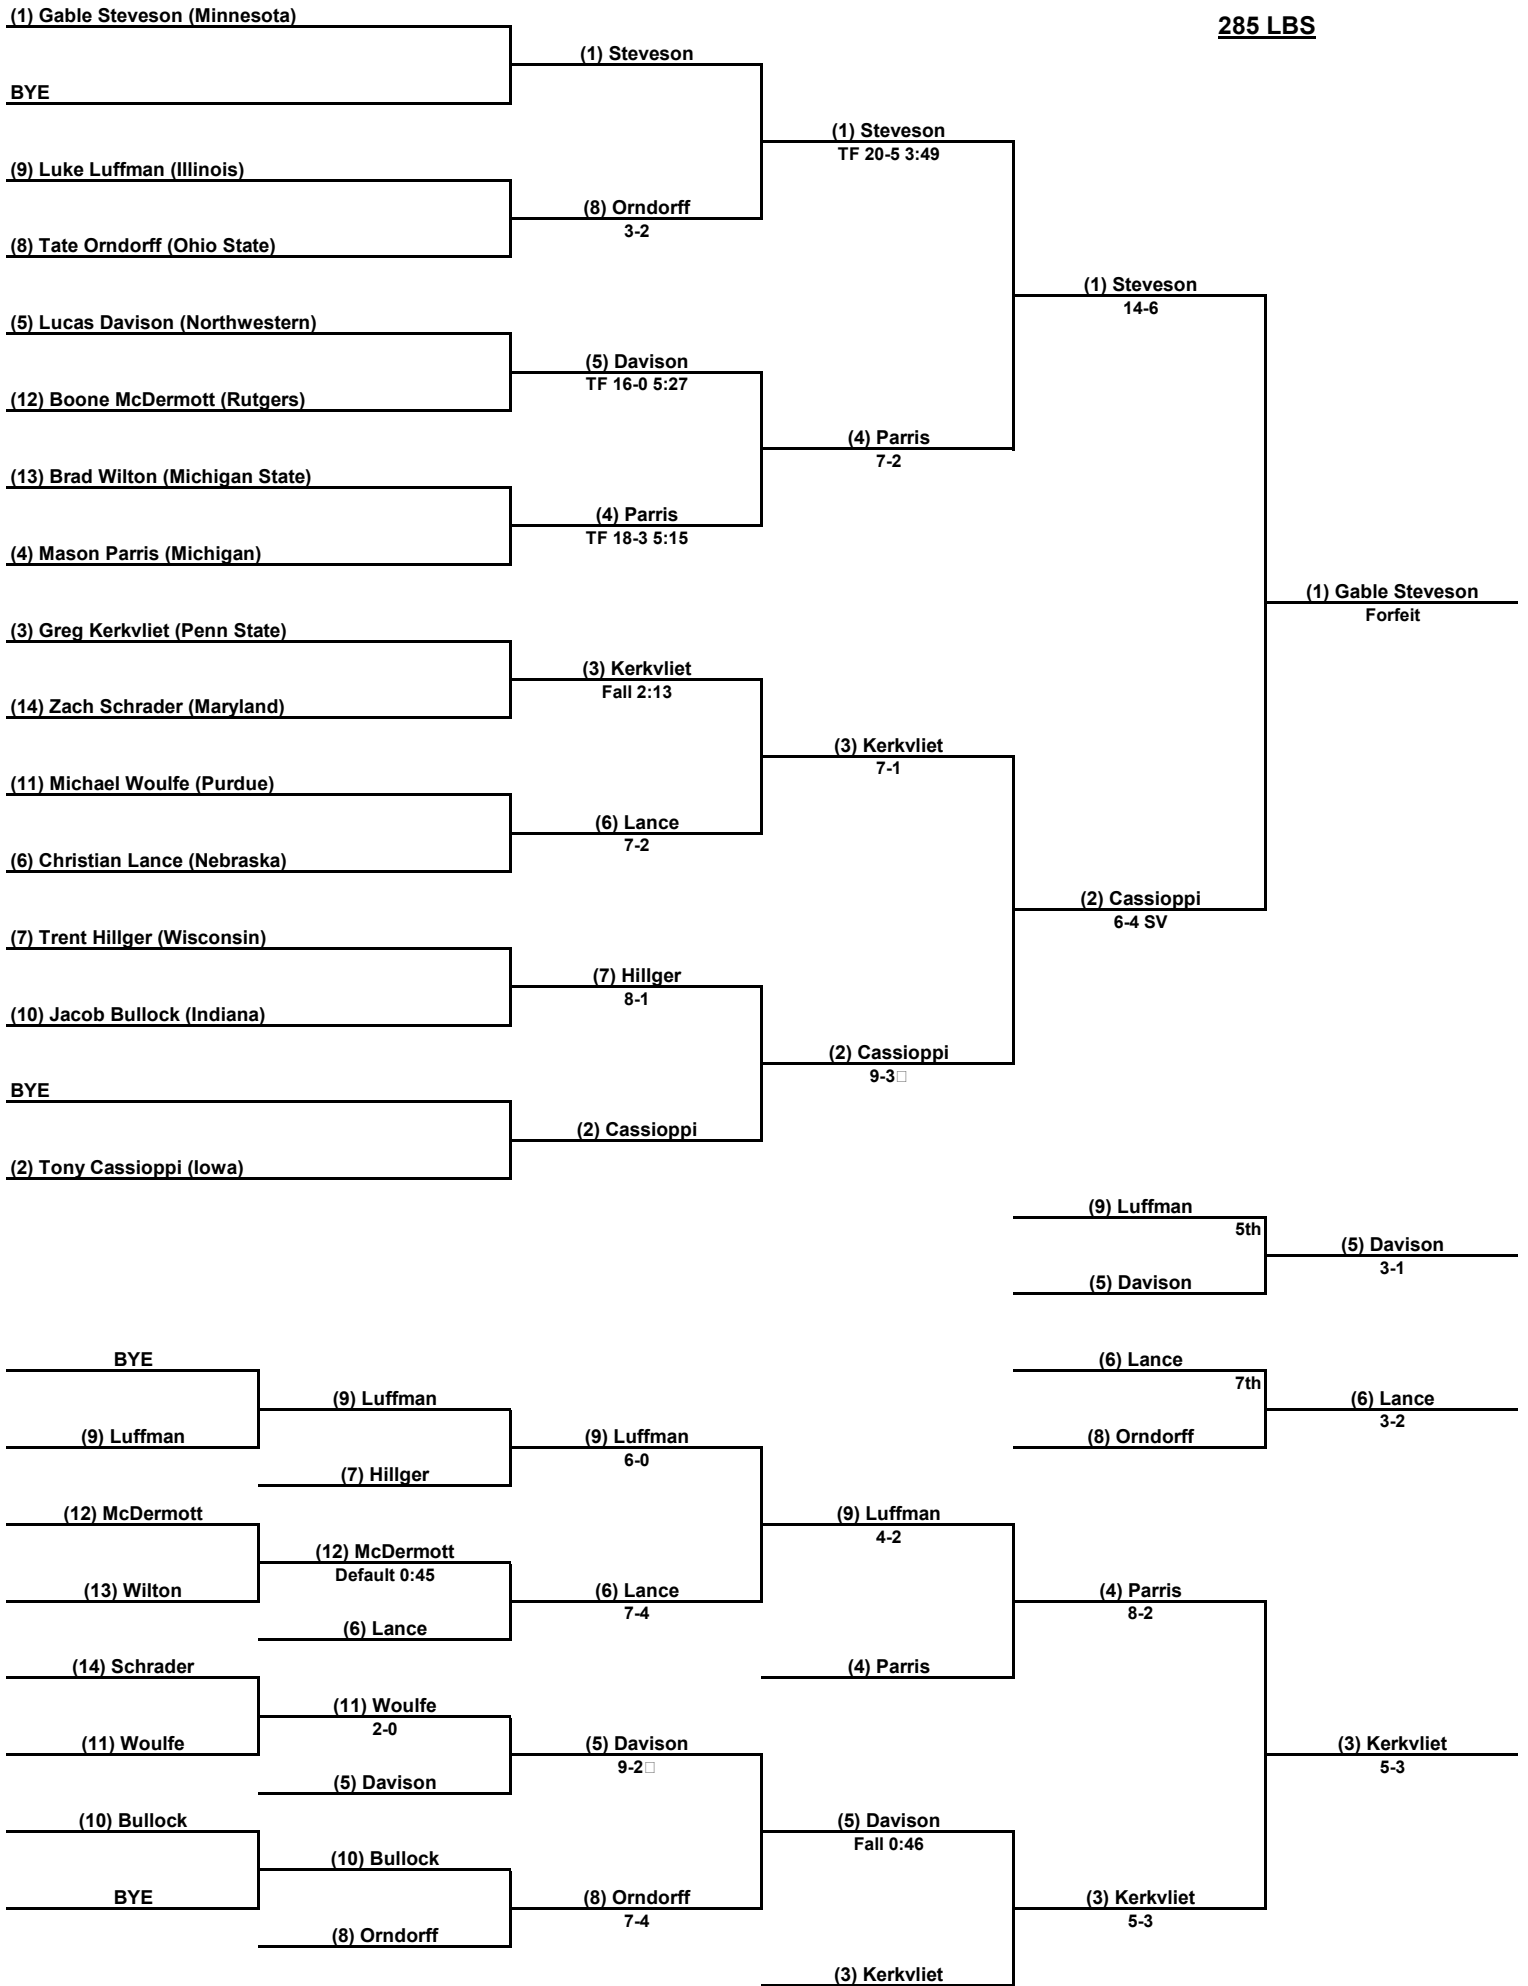 (1) Gable Steveson (Minnesota)
285 LBS
(1) Steveson
BYE
(1) Steveson
TF 20-5 3:49
(9) Luke Luffman (Illinois)
(8) Orndorff
3-2
(8) Tate Orndorff (Ohio State)
(1) Steveson
14-6
(5) Lucas Davison (Northwestern)
(5) Davison
TF 16-0 5:27
(12) Boone McDermott (Rutgers)
(4) Parris
7-2
(13) Brad Wilton (Michigan State)
(4) Parris
TF 18-3 5:15
(4) Mason Parris (Michigan)
(1) Gable Steveson
Forfeit
(3) Greg Kerkvliet (Penn State)
(3) Kerkvliet
Fall 2:13
(14) Zach Schrader (Maryland)
(3) Kerkvliet
7-1
(11) Michael Woulfe (Purdue)
(6) Lance
7-2
(6) Christian Lance (Nebraska)
(2) Cassioppi
6-4 SV
(7) Trent Hillger (Wisconsin)
(7) Hillger
8-1
(10) Jacob Bullock (Indiana)
(2) Cassioppi
9-3
BYE
(2) Cassioppi
(2) Tony Cassioppi (Iowa)
(9) Luffman
5th
(5) Davison
3-1
(5) Davison
BYE
(6) Lance
7th
(9) Luffman
(6) Lance
3-2
(9) Luffman
(9) Luffman
6-0
(8) Orndorff
(7) Hillger
(12) McDermott
(9) Luffman
4-2
(12) McDermott
Default 0:45
(13) Wilton
(6) Lance
7-4
(4) Parris
8-2
(6) Lance
(14) Schrader
(4) Parris
(11) Woulfe
2-0
(11) Woulfe
(5) Davison
9-2
(3) Kerkvliet
5-3
(5) Davison
(10) Bullock
(5) Davison
Fall 0:46
(10) Bullock
BYE
(8) Orndorff
7-4
(3) Kerkvliet
5-3
(8) Orndorff
(3) Kerkvliet